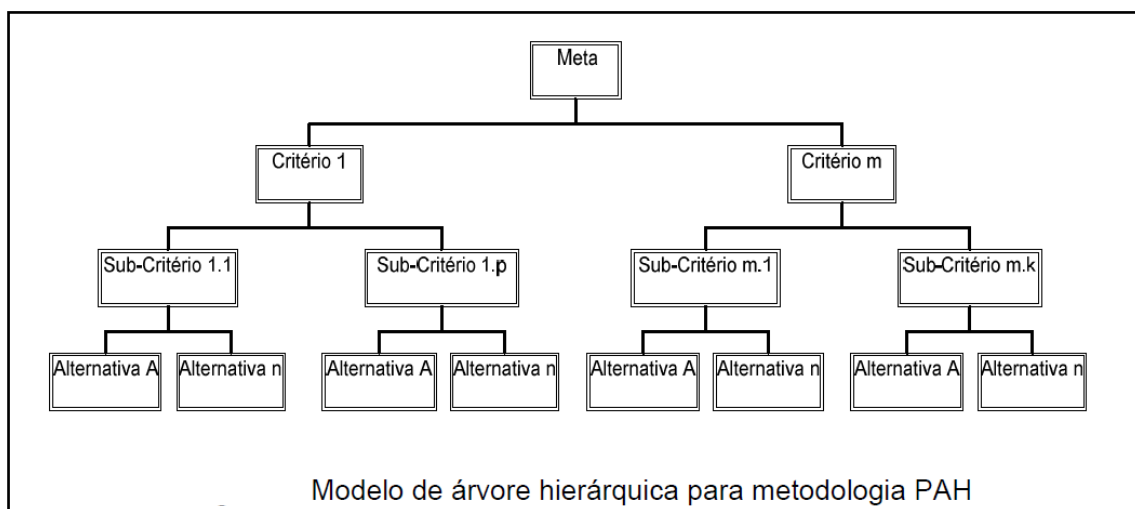 Meta
Critério 1
Critério m
Sub-Critério 1.1
Sub-Critério 1.p
Sub-Critério m.1
Sub-Critério m.k
Alternativa A
Alternativa n
Alternativa A
Alternativa n
Alternativa A
Alternativa n
Alternativa A
Alternativa n
Modelo de árvore hierárquica para metodologia PAH